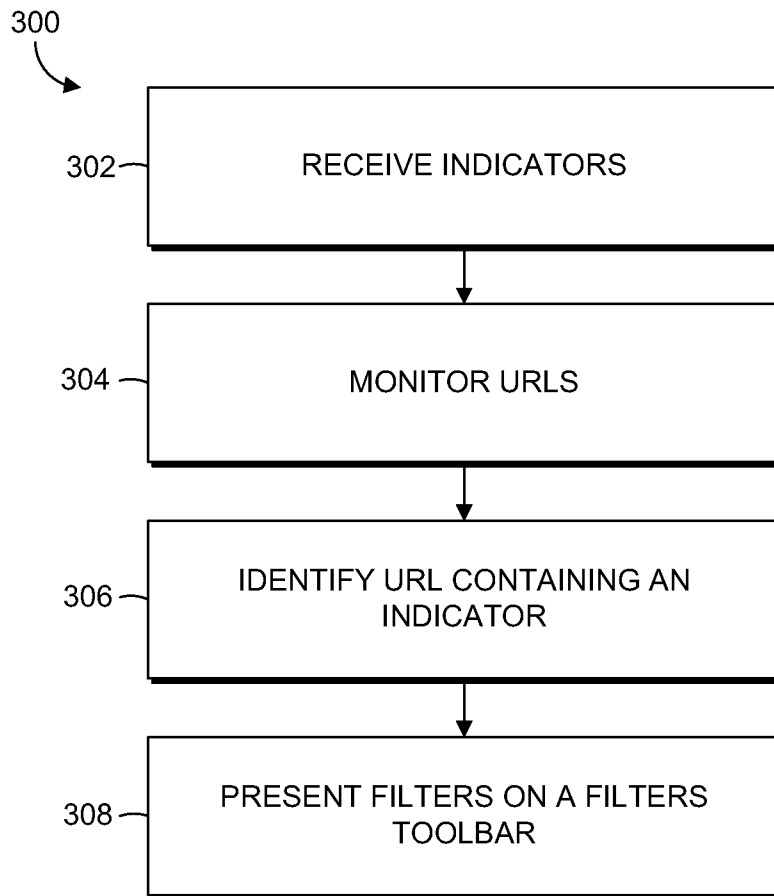 300
302
RECEIVE INDICATORS
304
MONITOR URLS
306
IDENTIFY URL CONTAINING AN
INDICATOR
308
PRESENT FILTERS ON A FILTERS
TOOLBAR